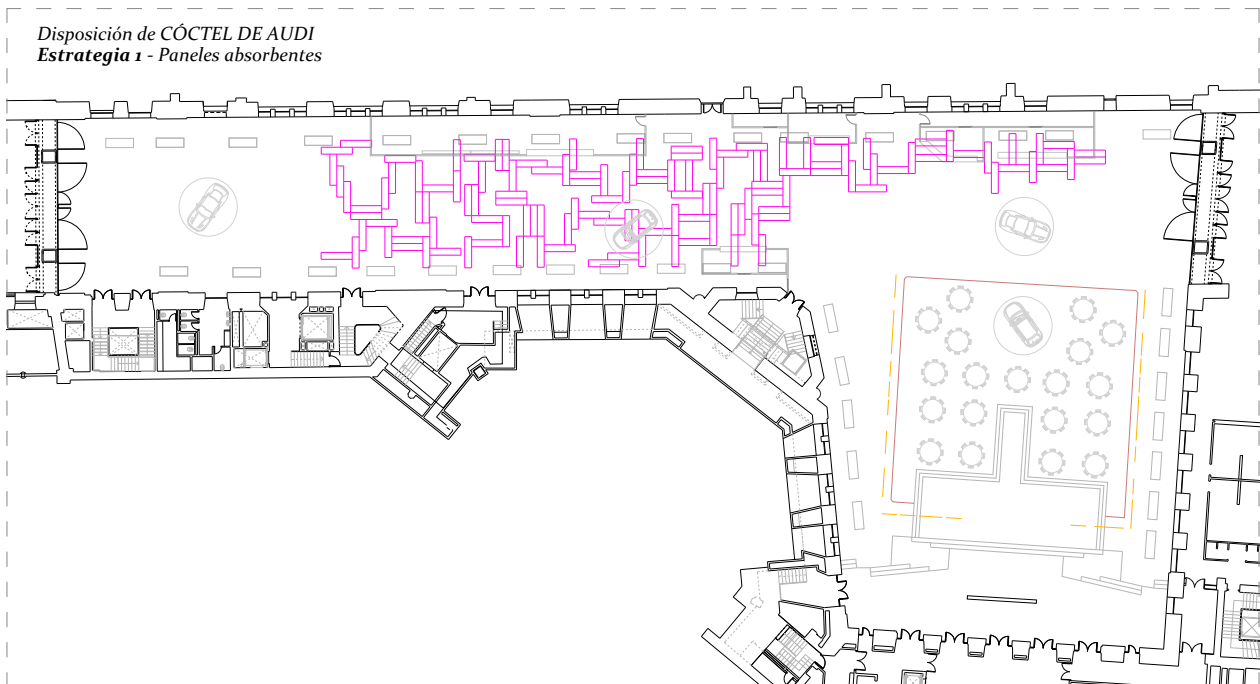 Disposición de CÓCTEL DE AUDI
Estrategia 1 - Paneles absorbentes